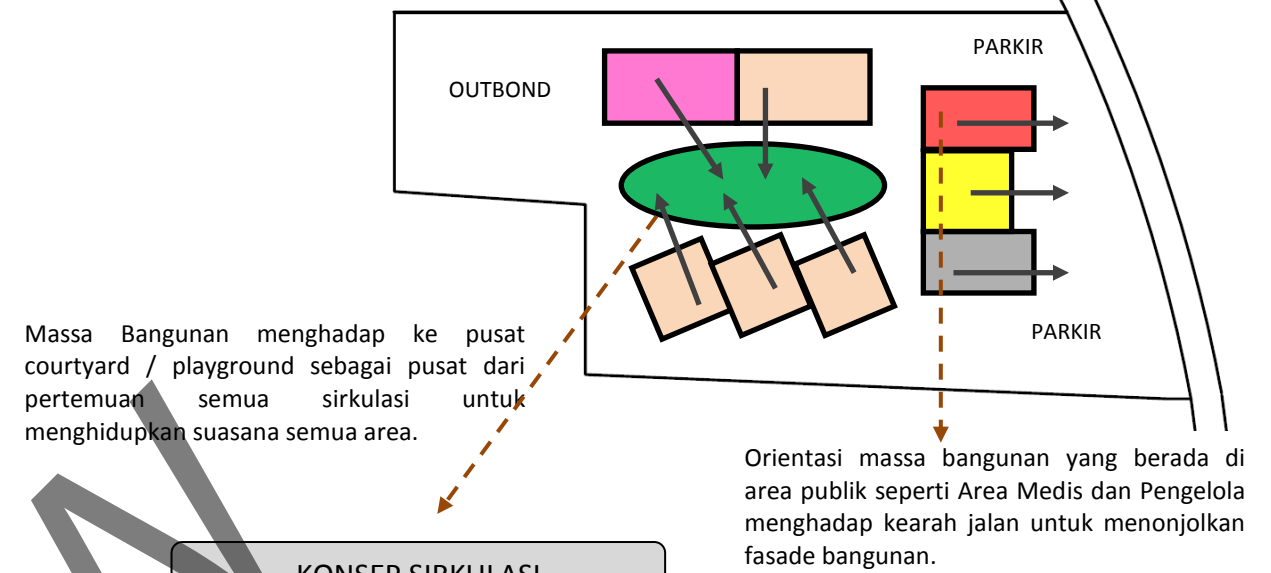 PARKIR
OUTBOND
PARKIR
Massa Bangunan menghadap ke pusat
courtyard / playground sebagai pusat dari
pertemuan semua sirkulasi untuk
menghidupkan suasana semua area.
Orientasi massa bangunan yang berada di
area publik seperti Area Medis dan Pengelola
menghadap kearah jalan untuk menonjolkan
fasade bangunan.
KONSEP SIRKULASI